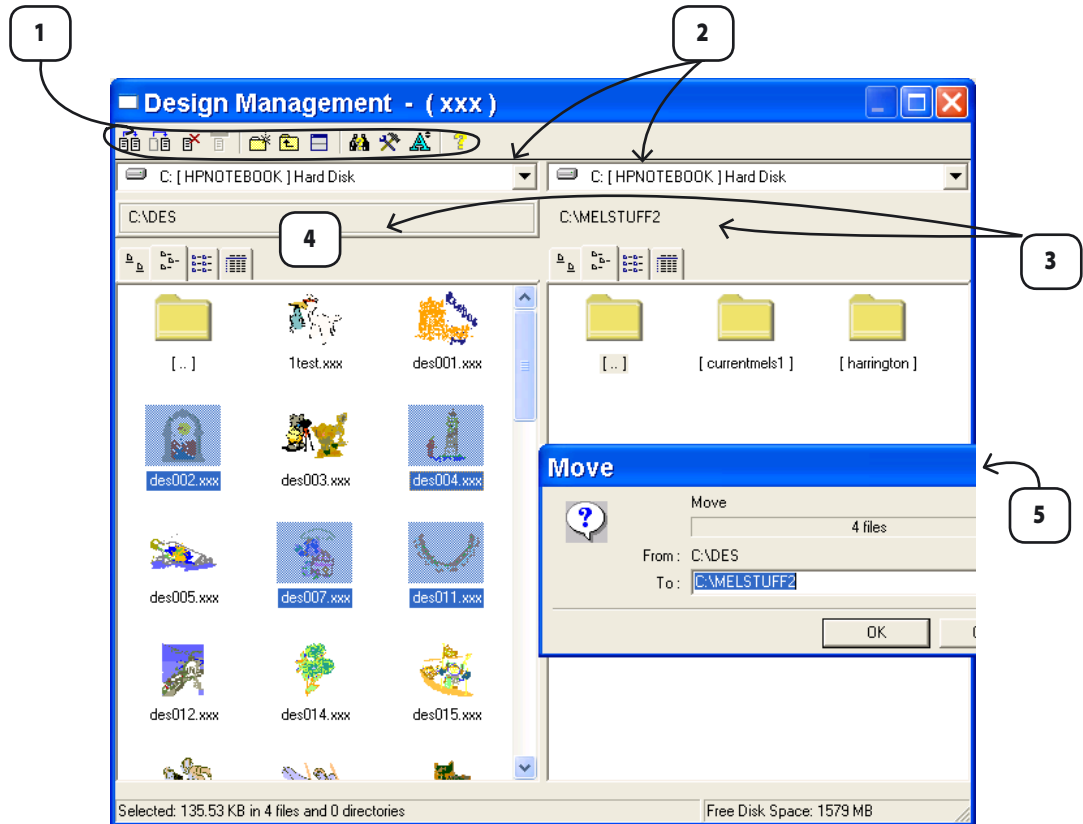 1
2
Design Management - ( xxx )
C: [ HPNOTEBOOK ] Hard Disk
C: [ HPNOTEBOOK ] Hard Disk
C:\DES
C:\MELSTUFF2
4
3
[ .. ]
1test.xxx
des001.xxx
[ .. ]
[ currentmels1 ]
[ harrington ]
des002.xxx
des003.xxx
des004.xxx
Move
Move
4 files
5
From : C:\DES
To : C:\MELSTUFF2
des005.xxx
des007.xxx
des011.xxx
OK
des012.xxx
des014.xxx
des015.xxx
Selected: 135.53 KB in 4 files and 0 directories
Free Disk Space: 1579 MB